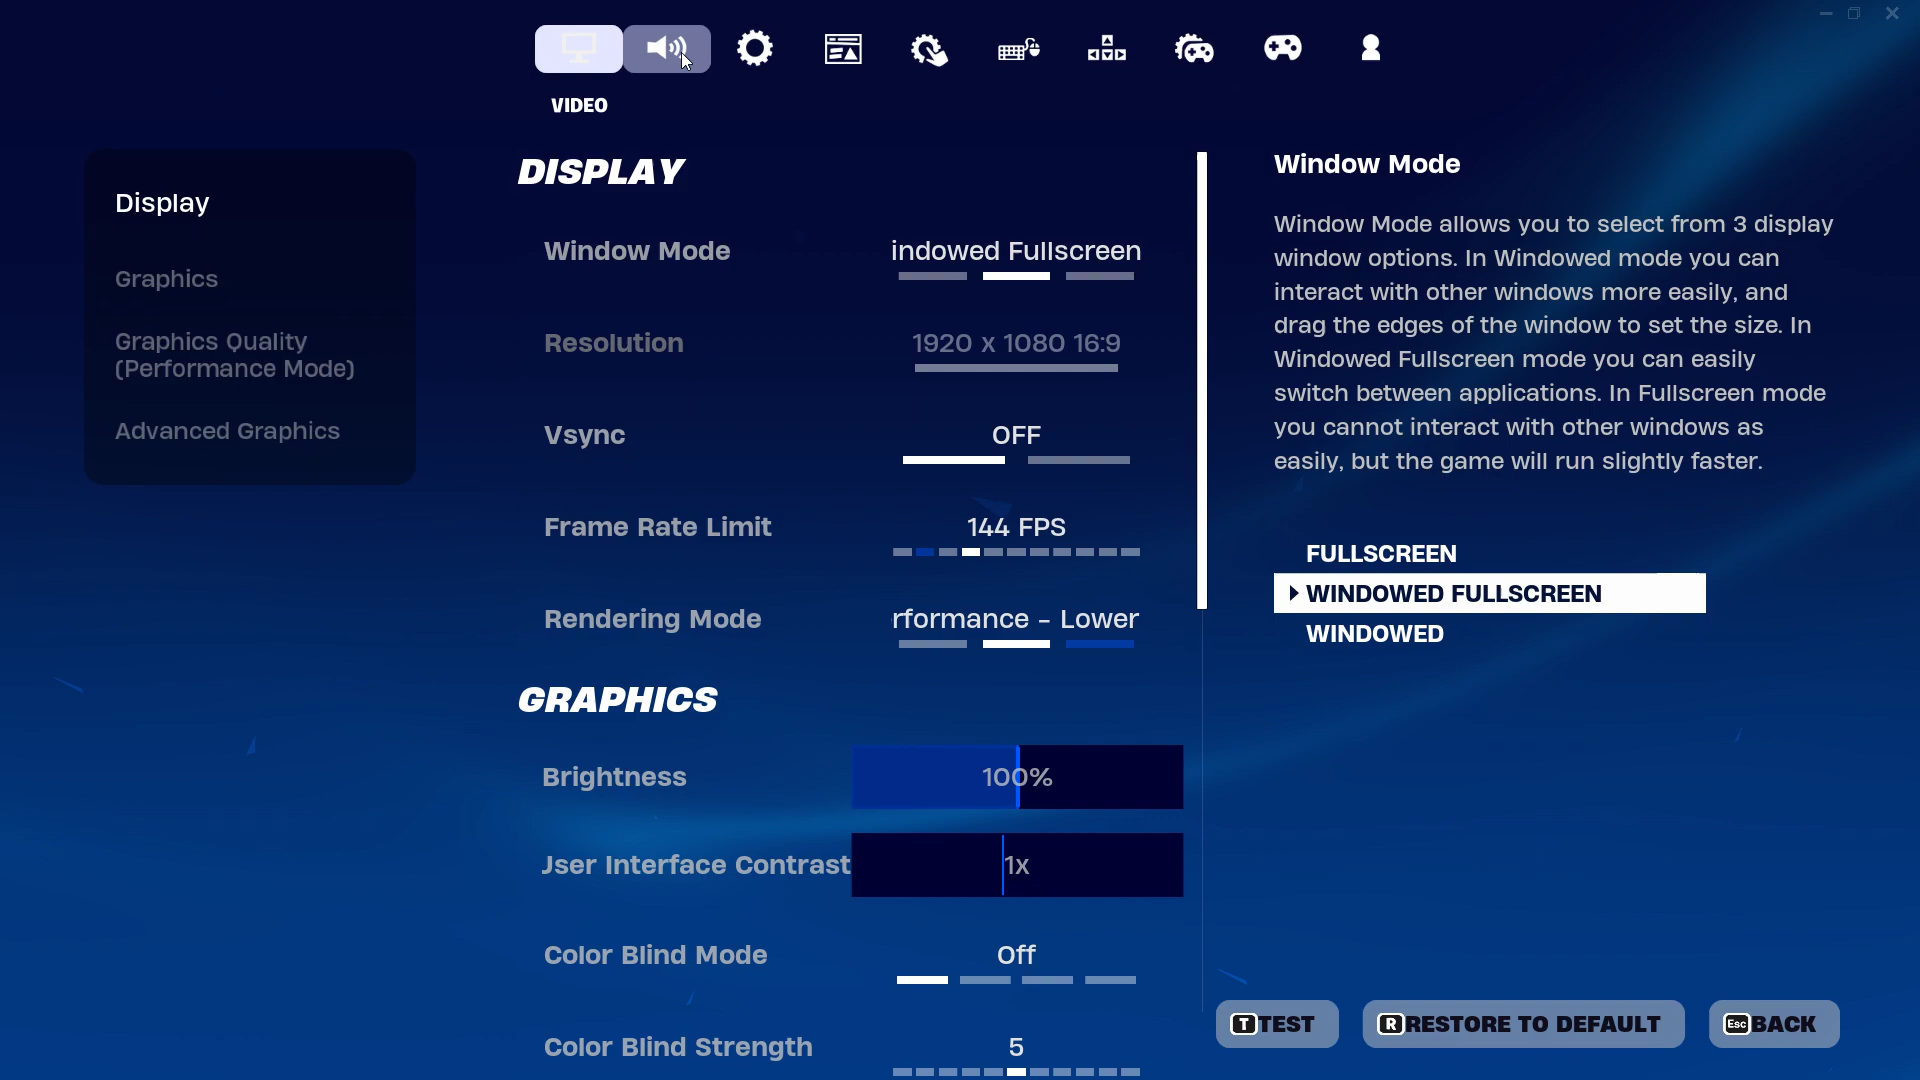 VIDEO
Display
Graphics
Graphics Quality
(Performance Mode)
Advanced Graphics
DISPLAY
Window Mode
indowed Fullscreen
Resolution
1920 x 1080 16:9
Vsync
OFF
Frame Rate Limit
144 FPS
Rendering Mode
rformance - Lower
GRAPHICS
Brightness
100%
Jser Interface Contrast
1x
Color Blind Mode
Off
Color Blind Strength
5
Window Mode
Window Mode allows you to select from 3 display
window options. In Windowed mode you can
interact with other windows more easily, and
drag the edges of the window to set the size. In
Windowed Fullscreen mode you can easily
switch between applications. In Fullscreen mode
you cannot interact with other windows as
easily, but the game will run slightly faster.
FULLSCREEN
WINDOWED FULLSCREEN
WINDOWED
T TEST
R RESTORE TO DEFAULT
Esc BACK